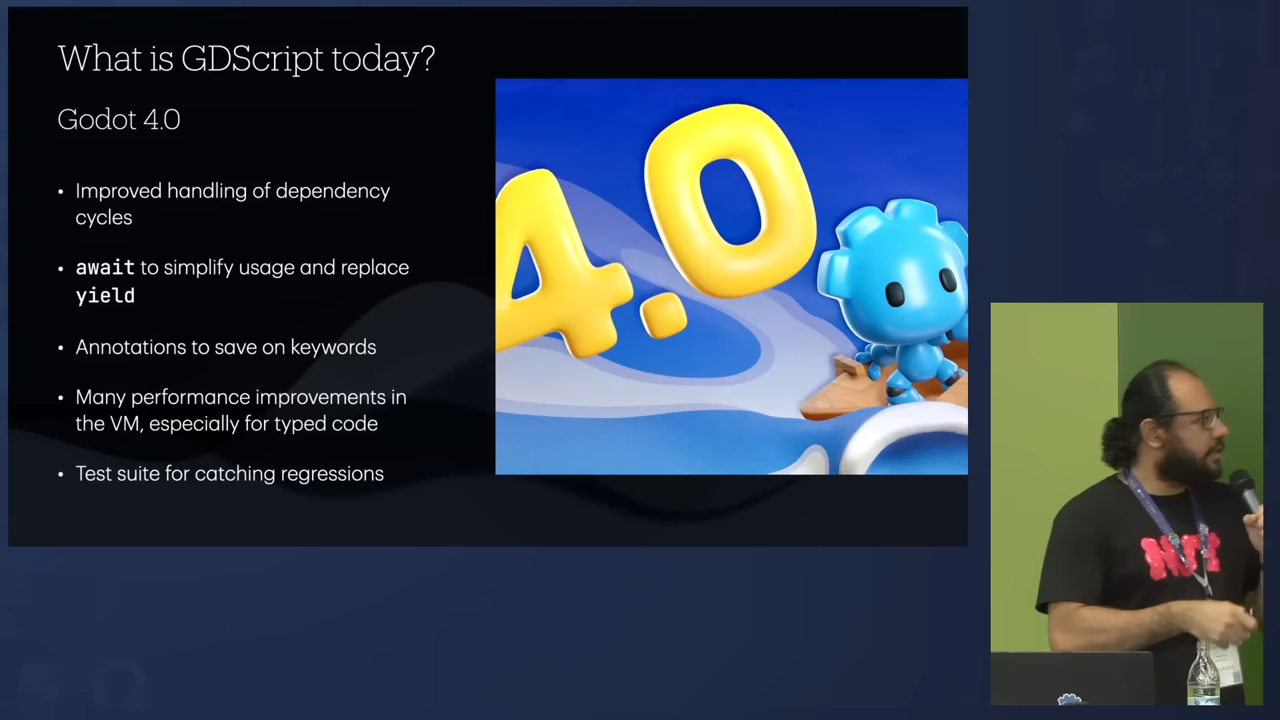 What is GDScript today?
Godot 4.0
• Improved handling of dependency
cycles
• await to simplify usage and replace
yield
• Annotations to save on keywords
• Many performance improvements in
the VM, especially for typed code
• Test suite for catching regressions
4.0